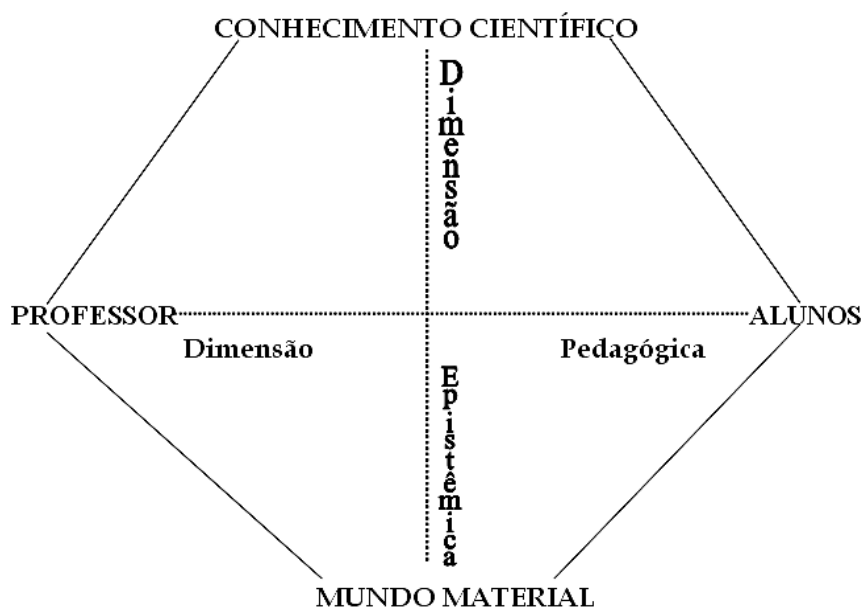 CONHECIMENTO CIENTÍFICO
Dimensão
PROFESSOR
ALUNOS
Dimensão
Pedagógica
Epistêmica
MUNDO MATERIAL